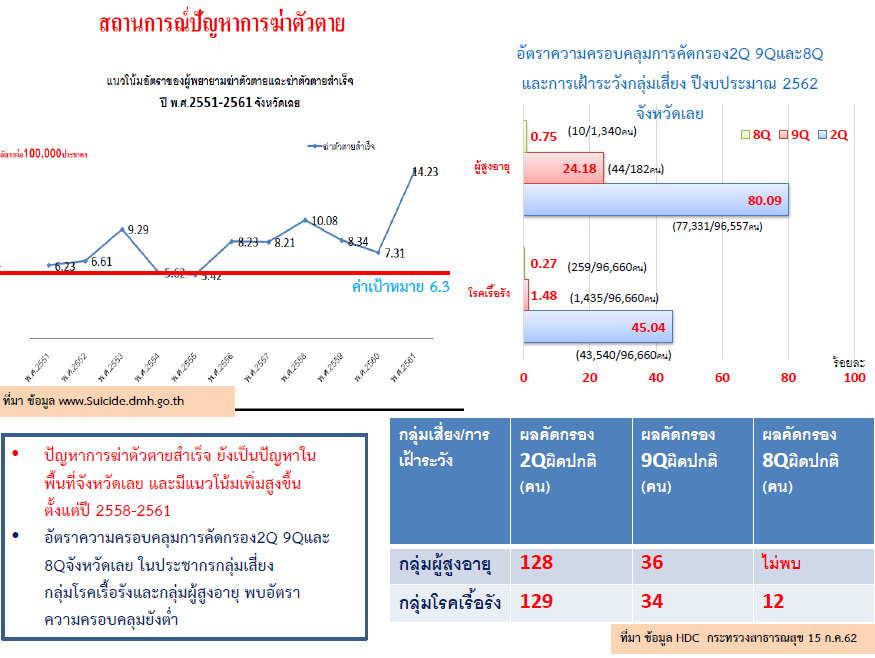 สถานการณ์ปัญหาการฆ่าตัวตาย
แนวโน้มอัตราของผู้พยายามฆ่าตัวตายและฆ่าตัวตายสำเร็จ
ปี พ.ศ.2551-2561 จังหวัดเลย
อัตราต่อ100,000ประชากร
ฆ่าตัวตายสำเร็จ
14.23
10.08
9.29
8.23
8.21
8.34
7.31
6.23
6.61
5.62
5.42
ค่าเป้าหมาย 6.3
พ.ศ.2551
พ.ศ.2552
พ.ศ.2553
พ.ศ.2554
พ.ศ.2555
พ.ศ.2556
พ.ศ.2557
พ.ศ.2558
พ.ศ.2559
พ.ศ.2560
พ.ศ.2561
ที่มา ข้อมูล www.Suicide.dmh.go.th
อัตราความครอบคลุมการคัดกรอง2Q 9Qและ8Q
และการเฝ้าระวังกลุ่มเสี่ยง ปีงบประมาณ 2562
จังหวัดเลย
8Q 9Q 2Q
0.75 (10/1,340คน)
ผู้สูงอายุ 24.18 (44/182คน)
80.09
(77,331/96,557คน)
0.27 (259/96,660คน)
โรคเรื้อรัง 1.48 (1,435/96,660คน)
45.04
(43,540/96,660คน)
ร้อยละ
0 20 40 60 80 100
• ปัญหาการฆ่าตัวตายสำเร็จ ยังเป็นปัญหาใน
พื้นที่จังหวัดเลย และมีแนวโน้มเพิ่มสูงขึ้น
ตั้งแต่ปี 2558-2561
• อัตราความครอบคลุมการคัดกรอง2Q 9Qและ
8Qจังหวัดเลย ในประชากรกลุ่มเสี่ยง
กลุ่มโรคเรื้อรังและกลุ่มผู้สูงอายุ พบอัตรา
ความครอบคลุมยังต่ำ
กลุ่มเสี่ยง/การ ผลคัดกรอง ผลคัดกรอง ผลคัดกรอง
เฝ้าระวัง 2Qผิดปกติ 9Qผิดปกติ 8Qผิดปกติ
(คน) (คน) (คน)
กลุ่มผู้สูงอายุ 128 36 ไม่พบ
กลุ่มโรคเรื้อรัง 129 34 12
ที่มา ข้อมูล HDC กระทรวงสาธารณสุข 15 ก.ค.62